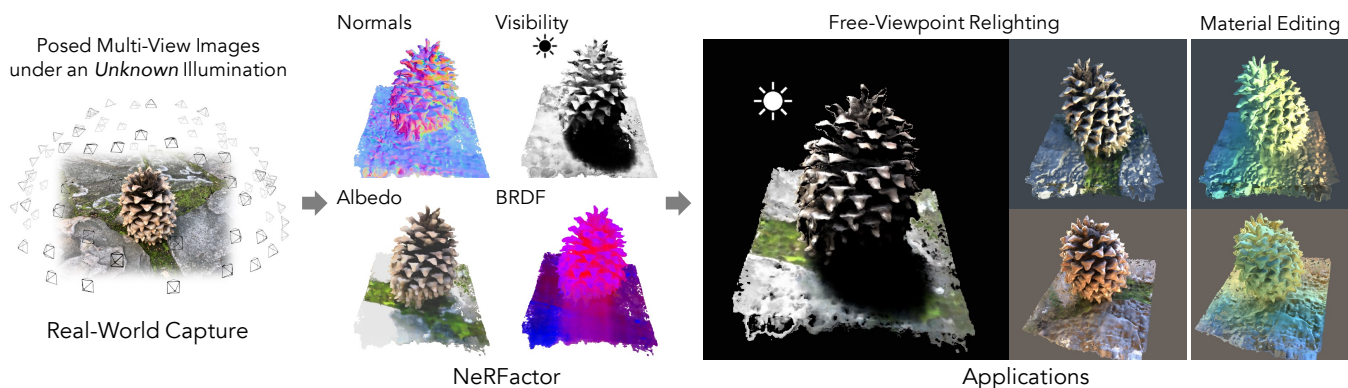 Posed Multi-View Images
under an Unknown Illumination
Real-World Capture
Normals
Visibility
Albedo
BRDF
NeRFactor
Free-Viewpoint Relighting
Material Editing
Applications